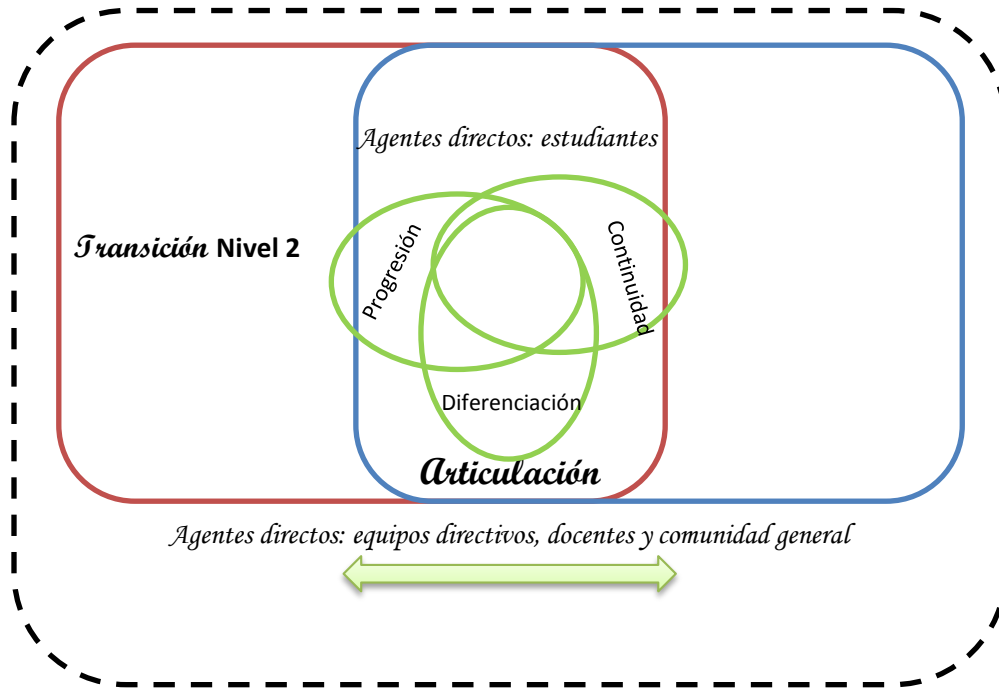 Agentes directos: estudiantes
Transición Nivel 2
Progresión
Continuidad
Diferenciación
Articulación
Agentes directos: equipos directivos, docentes y comunidad general